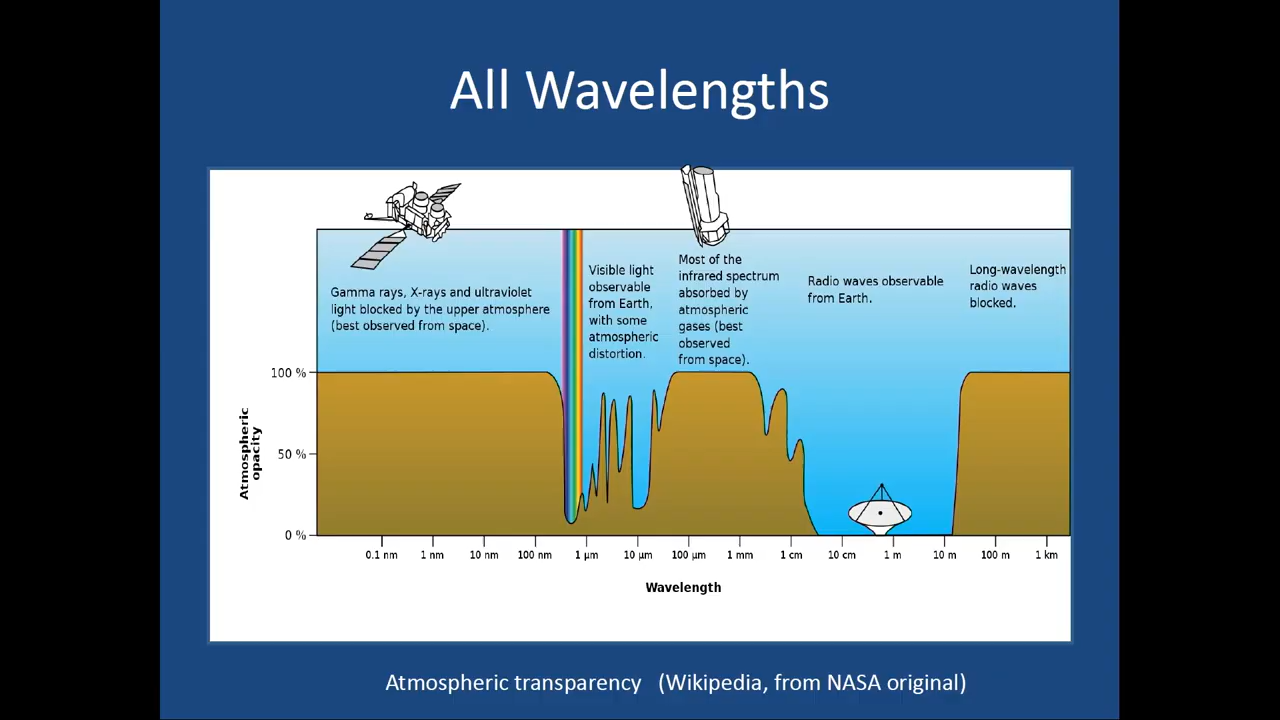 All Wavelengths
Gamma rays, X-rays and ultraviolet
light blocked by the upper atmosphere
(best observed from space).
Visible light
observable
from Earth,
with some
atmospheric
distortion.
Most of the
infrared spectrum
absorbed by
atmospheric
gases (best
observed
from space).
Radio waves observable
from Earth.
Long-wavelength
radio waves
blocked.
Atmospheric
opacity
100 %
50 %
0 %
0.1 nm 1 nm 10 nm 100 nm 1 µm 10 µm 100 µm 1 mm 1 cm 10 cm 1 m 10 m 100 m 1 km
Wavelength
Atmospheric transparency (Wikipedia, from NASA original)